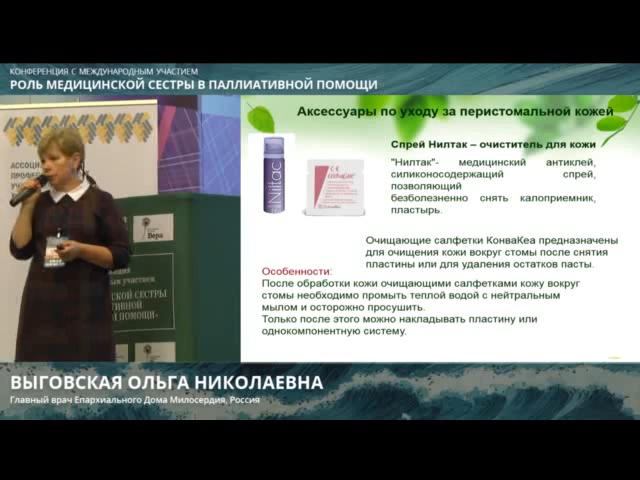 КОНФЕРЕНЦИЯ С МЕЖДУНАРОДНЫМ УЧАСТИЕМ
РОЛЬ МЕДИЦИНСКОЙ СЕСТРЫ В ПАЛЛИАТИВНОЙ ПОМОЩИ
Аксессуары по уходу за перистомальной кожей
Спрей Нилтак – очиститель для кожи
"Нилтак"- медицинский антиклей,
силиконосодержащий спрей,
позволяющий
безболезненно снять калоприемник,
пластырь.
Niltac
Очищающие салфетки КонваКеа предназначены
для очищения кожи вокруг стомы после снятия
пластины или для удаления остатков пасты.
Особенности:
После обработки кожи очищающими салфетками кожу вокруг
стомы необходимо промыть теплой водой с нейтральным
мылом и осторожно просушить.
Только после этого можно накладывать пластину или
однокомпонентную систему.
Вера
ВЫГОВСКАЯ ОЛЬГА НИКОЛАЕВНА
Главный врач Епархиального Дома Милосердия, Россия